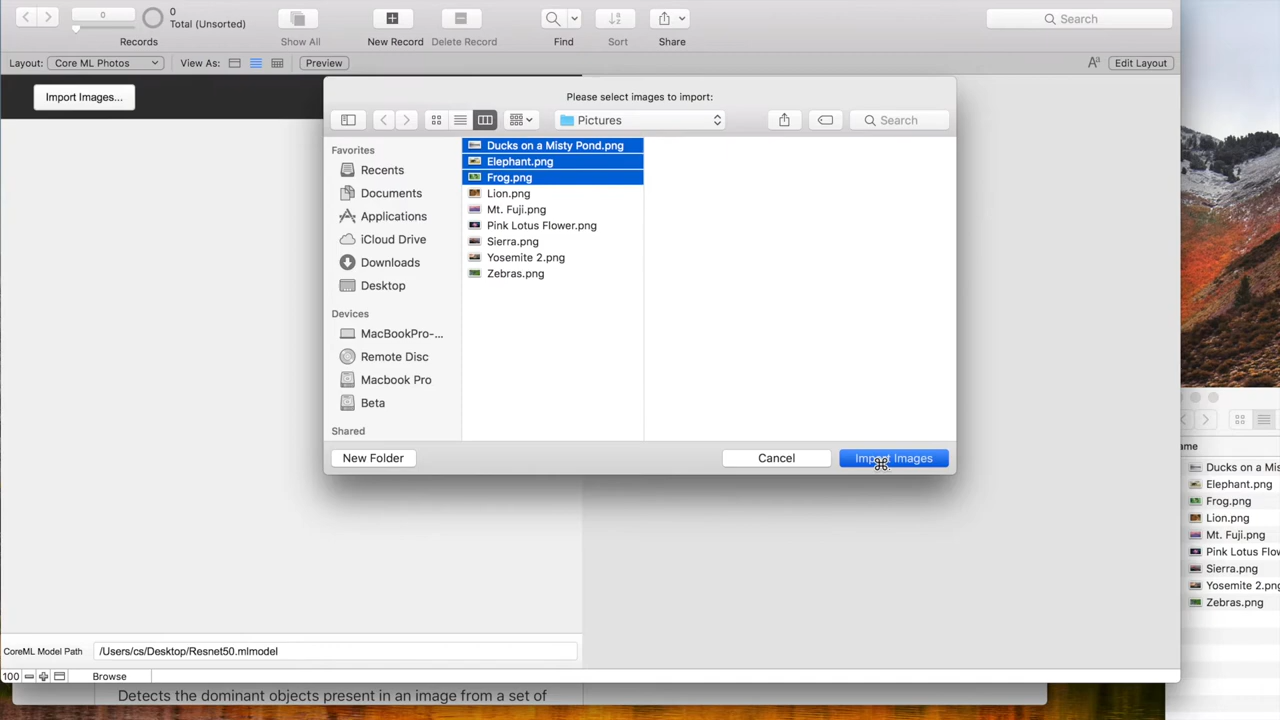 0
0
Total (Unsorted)
Records
Show All
New Record
Delete Record
Find
Sort
Share
Search
Layout:
Core ML Photos
View As:
Preview
Aa
Edit Layout
Import Images...
Please select images to import:
Pictures
Search
Favorites
Recents
Documents
Applications
iCloud Drive
Downloads
Desktop
Devices
MacBookPro-...
Remote Disc
Macbook Pro
Beta
Shared
Ducks on a Misty Pond.png
Elephant.png
Frog.png
Lion.png
Mt. Fuji.png
Pink Lotus Flower.png
Sierra.png
Yosemite 2.png
Zebras.png
New Folder
Cancel
Import Images
ame
Ducks on a Mis
Elephant.png
Frog.png
Lion.png
Mt. Fuji.png
Pink Lotus Flow
Sierra.png
Yosemite 2.png
Zebras.png
CoreML Model Path
/Users/cs/Desktop/Resnet50.mlmodel
100
Browse
Detects the dominant objects present in an image from a set of